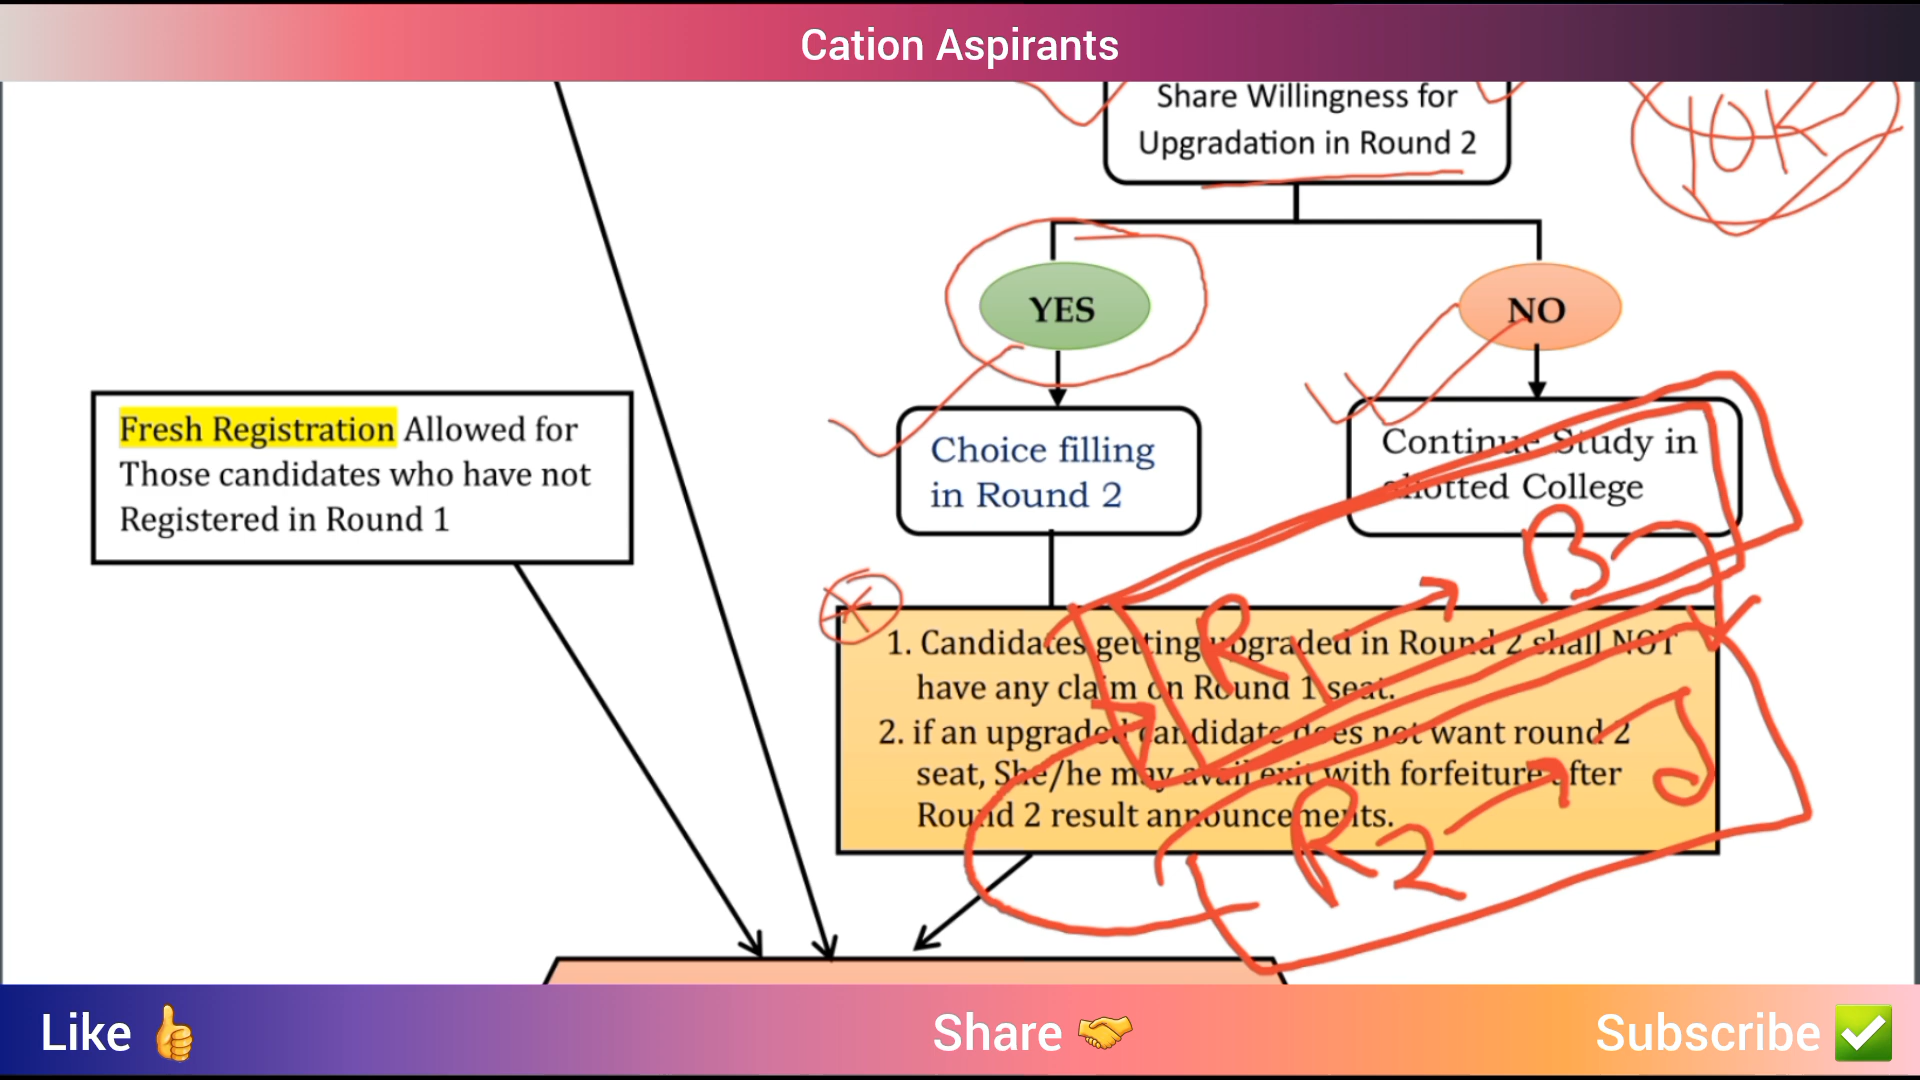 Cation Aspirants
Share Willingness for
Upgradation in Round 2
10K
YES
NO
Fresh Registration Allowed for
Those candidates who have not
Registered in Round 1
Choice filling
in Round 2
Continue Study in
allotted College
1. Candidates getting upgraded in Round 2 shall NOT
have any claim on Round 1 seat.
2. if an upgraded candidate does not want round 2
seat, She/he may avail exit with forfeiture after
Round 2 result announcements.
R1 → B
R2 → J
Like 👍
Share 🤝
Subscribe ✅